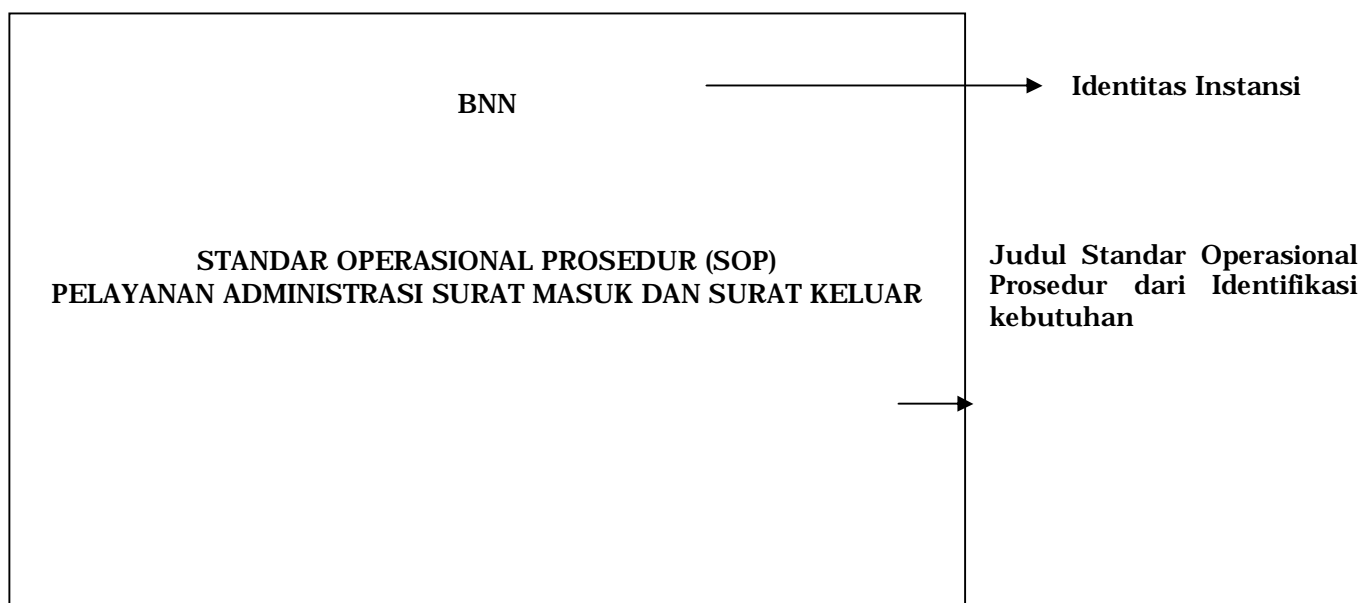 BNN
Identitas Instansi
STANDAR OPERASIONAL PROSEDUR (SOP)
PELAYANAN ADMINISTRASI SURAT MASUK DAN SURAT KELUAR
Judul Standar Operasional
Prosedur dari Identifikasi
kebutuhan